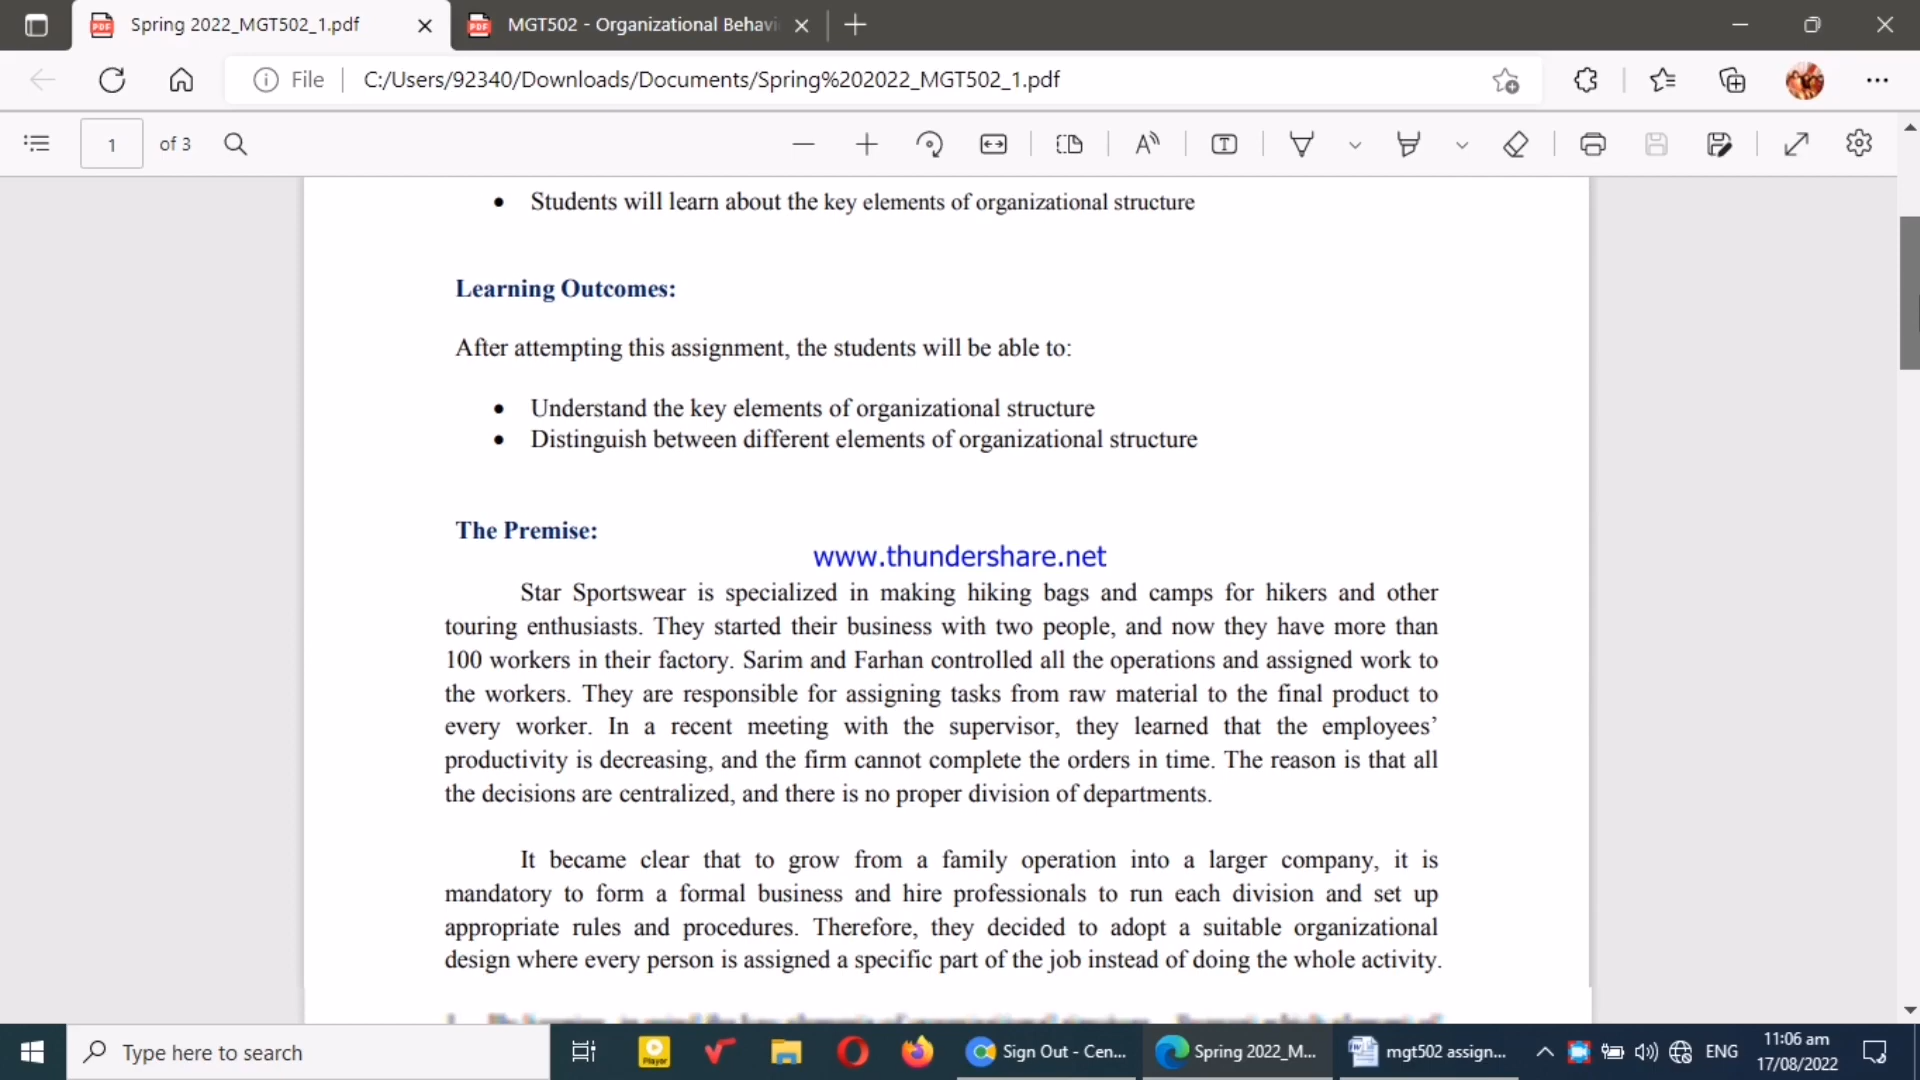 Spring 2022_MGT502_1.pdf
MGT502 - Organizational Behavi
File
C:/Users/92340/Downloads/Documents/Spring%202022_MGT502_1.pdf
1 of 3
• Students will learn about the key elements of organizational structure
Learning Outcomes:
After attempting this assignment, the students will be able to:
• Understand the key elements of organizational structure
• Distinguish between different elements of organizational structure
The Premise:
www.thundershare.net
Star Sportswear is specialized in making hiking bags and camps for hikers and other
touring enthusiasts. They started their business with two people, and now they have more than
100 workers in their factory. Sarim and Farhan controlled all the operations and assigned work to
the workers. They are responsible for assigning tasks from raw material to the final product to
every worker. In a recent meeting with the supervisor, they learned that the employees’
productivity is decreasing, and the firm cannot complete the orders in time. The reason is that all
the decisions are centralized, and there is no proper division of departments.
It became clear that to grow from a family operation into a larger company, it is
mandatory to form a formal business and hire professionals to run each division and set up
appropriate rules and procedures. Therefore, they decided to adopt a suitable organizational
design where every person is assigned a specific part of the job instead of doing the whole activity.
Type here to search
Player
Sign Out - Cen...
Spring 2022_M...
mgt502 assign...
ENG
11:06 am
17/08/2022